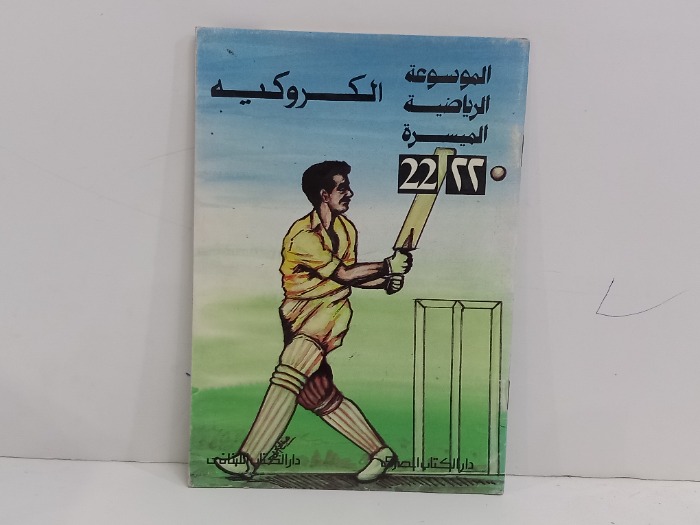 الموسوعة
الرياضية
الميسرة
22 ٢٢
الكروكيه
دار الكتاب المصري
دار الكتاب اللبناني